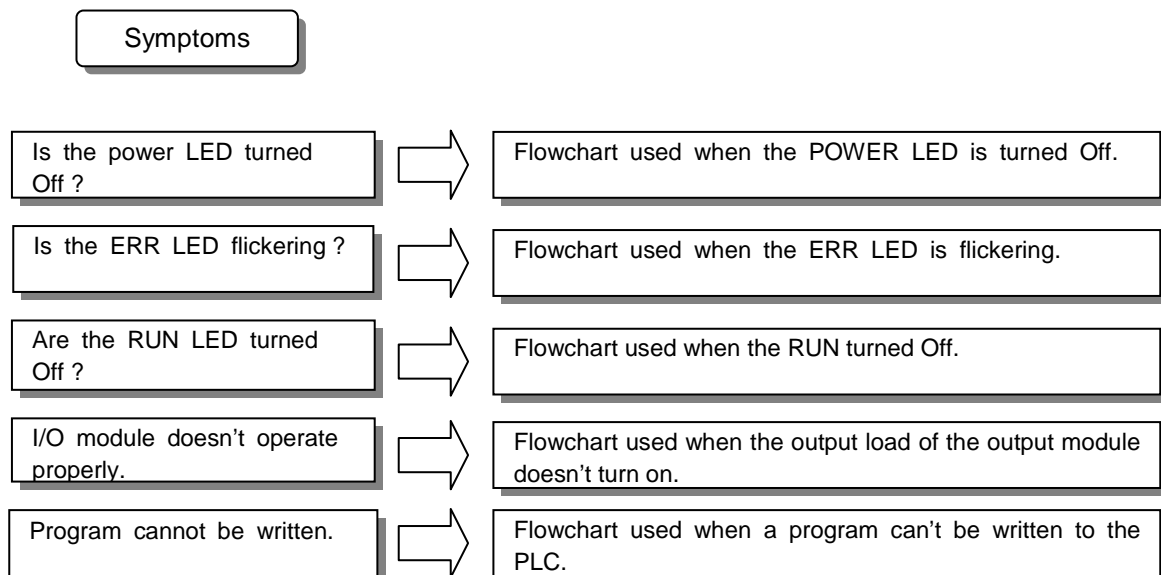 Symptoms
Is the power LED turned
Off ?
Flowchart used when the POWER LED is turned Off.
Is the ERR LED flickering ?
Flowchart used when the ERR LED is flickering.
Are the RUN LED turned
Off ?
Flowchart used when the RUN turned Off.
I/O module doesn’t operate
properly.
Flowchart used when the output load of the output module
doesn’t turn on.
Program cannot be written.
Flowchart used when a program can’t be written to the
PLC.